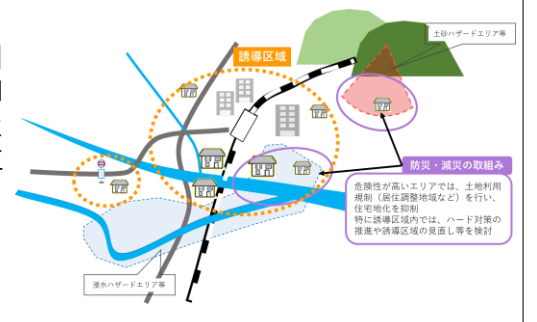 土砂ハザードエリア等
誘導区域
防災・減災の取組み
危険性が高いエリアでは、土地利用
規制（居住調整地域など）を行い、
住宅地化を抑制
特に誘導区域内では、ハード対策の
推進や誘導区域の見直し等を検討
浸水ハザードエリア等